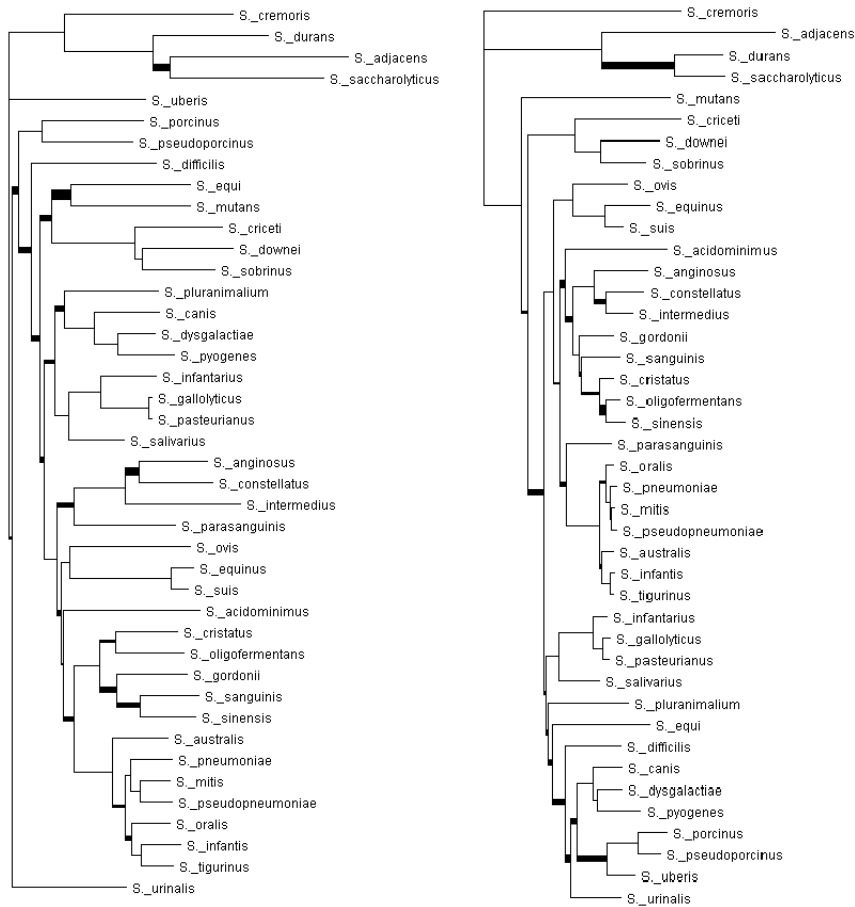 S._cremoris
S._durans
S._adjacens
S._saccharolyticus
S._uberis
S._porcinus
S._pseudoporcinus
S._difficilis
S._equi
S._mutans
S._criceti
S._downei
S._sobrinus
S._pluranimalium
S._canis
S._dysgalactiae
S._pyogenes
S._infantarius
S._gallolyticus
S._pasteurianus
S._salivarius
S._anginosus
S._constellatus
S._intermedius
S._parasanguinis
S._ovis
S._equinus
S._suis
S._acidominimus
S._cristatus
S._oligofermentans
S._gordonii
S._sanguinis
S._sinensis
S._australis
S._pneumoniae
S._mitis
S._pseudopneumoniae
S._oralis
S._infantis
S._tigurinus
S._urinalis
S._cremoris
S._adjacens
S._durans
S._saccharolyticus
S._mutans
S._criceti
S._downei
S._sobrinus
S._ovis
S._equinus
S._suis
S._acidominimus
S._anginosus
S._constellatus
S._intermedius
S._gordonii
S._sanguinis
S._cristatus
S._oligofermentans
S._sinensis
S._parasanguinis
S._oralis
S._pneumoniae
S._mitis
S._pseudopneumoniae
S._australis
S._infantis
S._tigurinus
S._infantarius
S._gallolyticus
S._pasteurianus
S._salivarius
S._pluranimalium
S._equi
S._difficilis
S._canis
S._dysgalactiae
S._pyogenes
S._porcinus
S._pseudoporcinus
S._uberis
S._urinalis